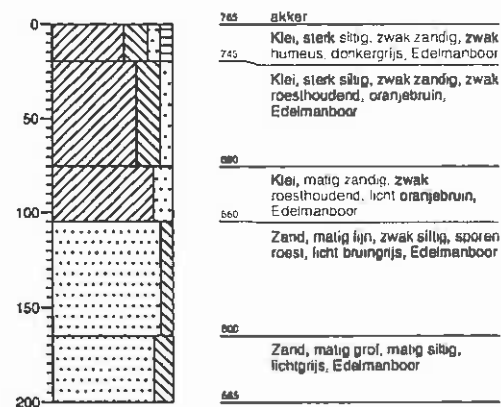 0
50
100
150
200
765 akker
Klei, sterk siltig, zwak zandig, zwak
745 humeus, donkergrijs, Edelmanboor
Klei, sterk siltig, zwak zandig, zwak
roesthoudend, oranjebruin,
Edelmanboor
690
Klei, matig zandig, zwak
roesthoudend, licht oranjebruin,
660 Edelmanboor
Zand, matig fijn, zwak siltig, sporen
roest, licht bruingrijs, Edelmanboor
600
Zand, matig grof, matig siltig,
lichtgrijs, Edelmanboor
565